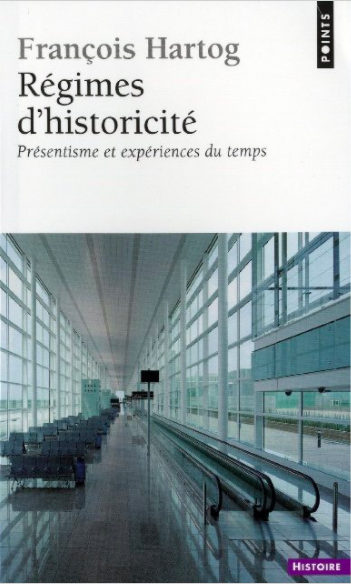 François Hartog
POINTS
Régimes
d'historicité
Présentisme et expériences du temps
HISTOIRE